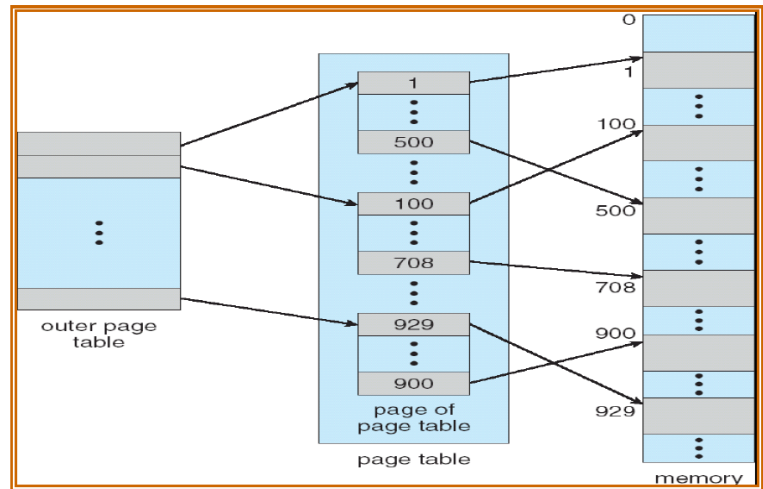 outer page
table
1
500
100
708
929
900
page of
page table
page table
0
1
100
500
708
900
929
memory